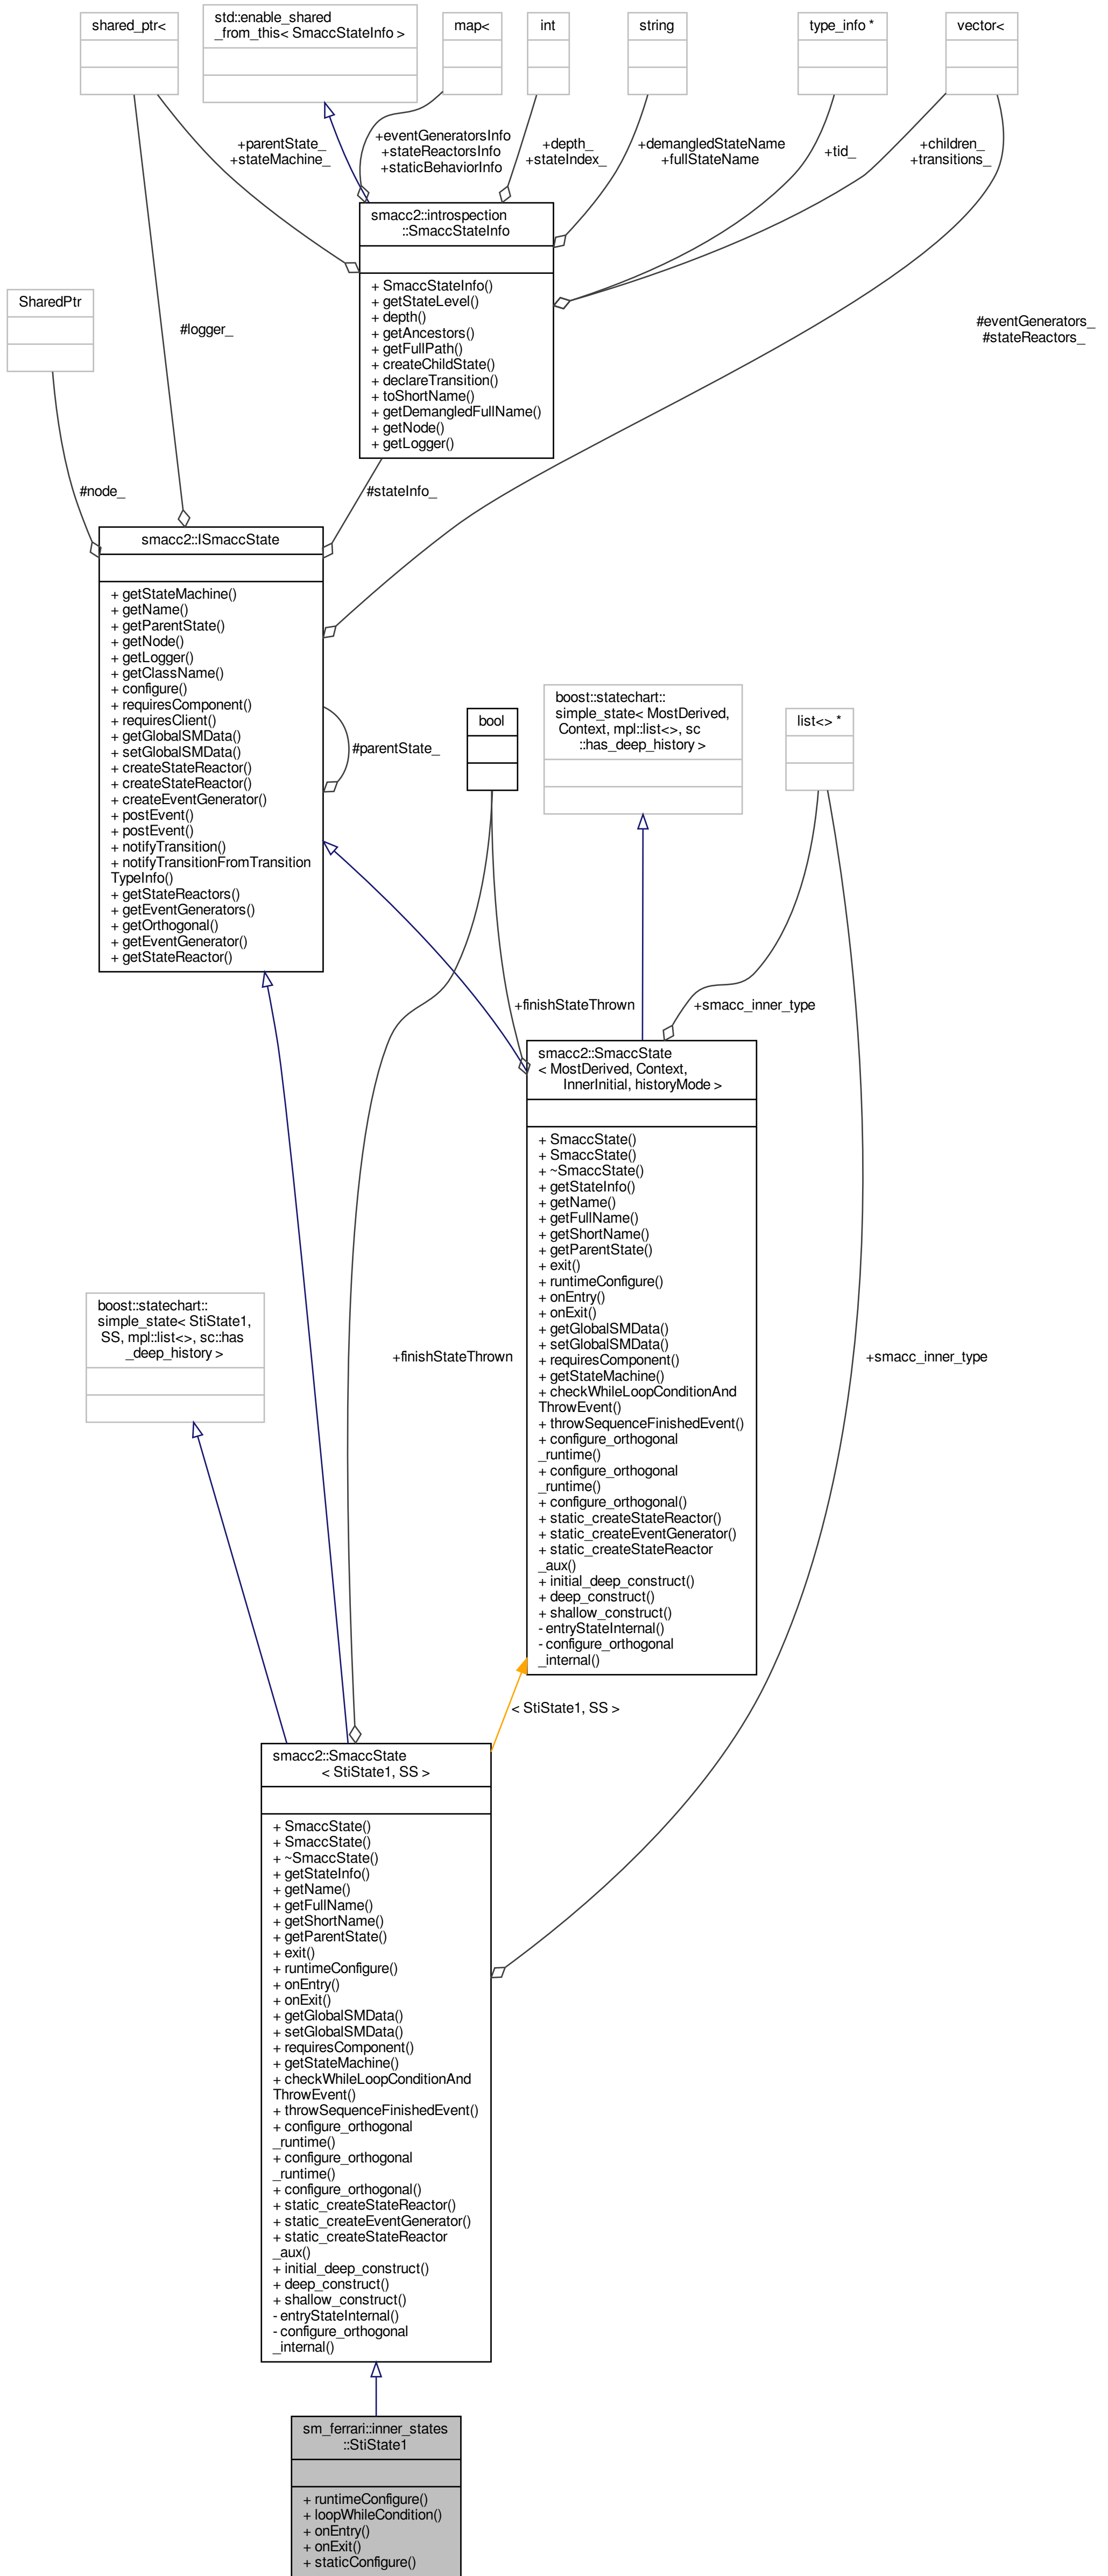 shared_ptr<
std::enable_shared
_from_this< SmaccStateInfo >
map<
int
string
type_info *
vector<
+parentState_
+stateMachine_
+eventGeneratorsInfo
+stateReactorsInfo
+staticBehaviorInfo
+depth_
+stateIndex_
+demangledStateName
+fullStateName
+tid_
+children_
+transitions_
smacc2::introspection
::SmaccStateInfo
+ SmaccStateInfo()
+ getStateLevel()
+ depth()
+ getAncestors()
+ getFullPath()
+ createChildState()
+ declareTransition()
+ toShortName()
+ getDemangledFullName()
+ getNode()
+ getLogger()
SharedPtr
#logger_
#eventGenerators_
#stateReactors_
#node_
#stateInfo_
smacc2::ISmaccState
+ getStateMachine()
+ getName()
+ getParentState()
+ getNode()
+ getLogger()
+ getClassName()
+ configure()
+ requiresComponent()
+ requiresClient()
+ getGlobalSMData()
+ setGlobalSMData()
+ createStateReactor()
+ createStateReactor()
+ createEventGenerator()
+ postEvent()
+ postEvent()
+ notifyTransition()
+ notifyTransitionFromTransition
TypeInfo()
+ getStateReactors()
+ getEventGenerators()
+ getOrthogonal()
+ getEventGenerator()
+ getStateReactor()
#parentState_
bool
boost::statechart::
simple_state< MostDerived,
Context, mpl::list<>, sc
::has_deep_history >
list<> *
+finishStateThrown
+smacc_inner_type
smacc2::SmaccState
< MostDerived, Context,
InnerInitial, historyMode >
+ SmaccState()
+ SmaccState()
+ ~SmaccState()
+ getStateInfo()
+ getName()
+ getFullName()
+ getShortName()
+ getParentState()
+ exit()
+ runtimeConfigure()
+ onEntry()
+ onExit()
+ getGlobalSMData()
+ setGlobalSMData()
+ requiresComponent()
+ getStateMachine()
+ checkWhileLoopConditionAnd
ThrowEvent()
+ throwSequenceFinishedEvent()
+ configure_orthogonal
_runtime()
+ configure_orthogonal
_runtime()
+ configure_orthogonal()
+ static_createStateReactor()
+ static_createEventGenerator()
+ static_createStateReactor
_aux()
+ initial_deep_construct()
+ deep_construct()
+ shallow_construct()
- entryStateInternal()
- configure_orthogonal
_internal()
boost::statechart::
simple_state< StiState1,
SS, mpl::list<>, sc::has
_deep_history >
+finishStateThrown
+smacc_inner_type
< StiState1, SS >
smacc2::SmaccState
< StiState1, SS >
+ SmaccState()
+ SmaccState()
+ ~SmaccState()
+ getStateInfo()
+ getName()
+ getFullName()
+ getShortName()
+ getParentState()
+ exit()
+ runtimeConfigure()
+ onEntry()
+ onExit()
+ getGlobalSMData()
+ setGlobalSMData()
+ requiresComponent()
+ getStateMachine()
+ checkWhileLoopConditionAnd
ThrowEvent()
+ throwSequenceFinishedEvent()
+ configure_orthogonal
_runtime()
+ configure_orthogonal
_runtime()
+ configure_orthogonal()
+ static_createStateReactor()
+ static_createEventGenerator()
+ static_createStateReactor
_aux()
+ initial_deep_construct()
+ deep_construct()
+ shallow_construct()
- entryStateInternal()
- configure_orthogonal
_internal()
sm_ferrari::inner_states
::StiState1
+ runtimeConfigure()
+ loopWhileCondition()
+ onEntry()
+ onExit()
+ staticConfigure()